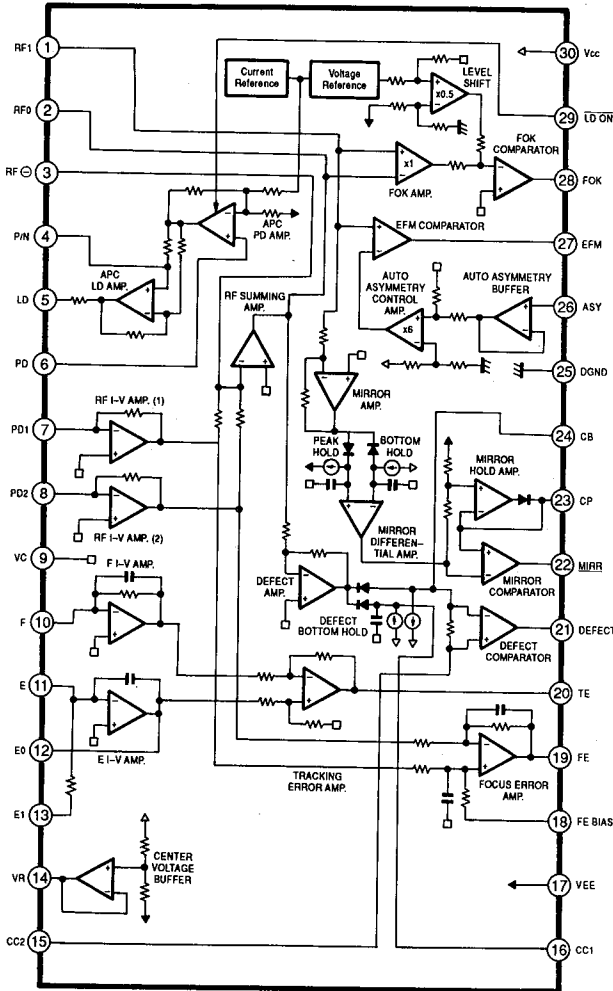 RF1 1
RF0 2
RF ⊖ 3
P/N 4
LD 5
PD 6
PD1 7
PD2 8
VC 9
F 10
E 11
E0 12
E1 13
VR 14
CC2 15
30 Vcc
29 LD ON
28 FOK
27 EFM
26 ASY
25 DGND
24 CB
23 CP
22 MIRR
21 DEFECT
20 TE
19 FE
18 FE BIAS
17 VEE
16 CC1
Current
Reference
Voltage
Reference
LEVEL
SHIFT
x0.5
FOK
COMPARATOR
x1
FOK AMP.
APC
PD AMP.
EFM COMPARATOR
APC
LD AMP.
RF SUMMING
AMP.
AUTO
ASYMMETRY
CONTROL
AMP.
AUTO ASYMMETRY
BUFFER
x6
MIRROR
AMP.
RF I–V AMP. (1)
PEAK
HOLD
BOTTOM
HOLD
MIRROR
HOLD AMP.
RF I–V AMP. (2)
MIRROR
DIFFEREN-
TIAL AMP.
MIRROR
COMPARATOR
F I–V AMP.
DEFECT
AMP.
DEFECT
BOTTOM HOLD
DEFECT
COMPARATOR
E I–V AMP.
TRACKING
ERROR AMP.
FOCUS ERROR
AMP.
CENTER
VOLTAGE
BUFFER